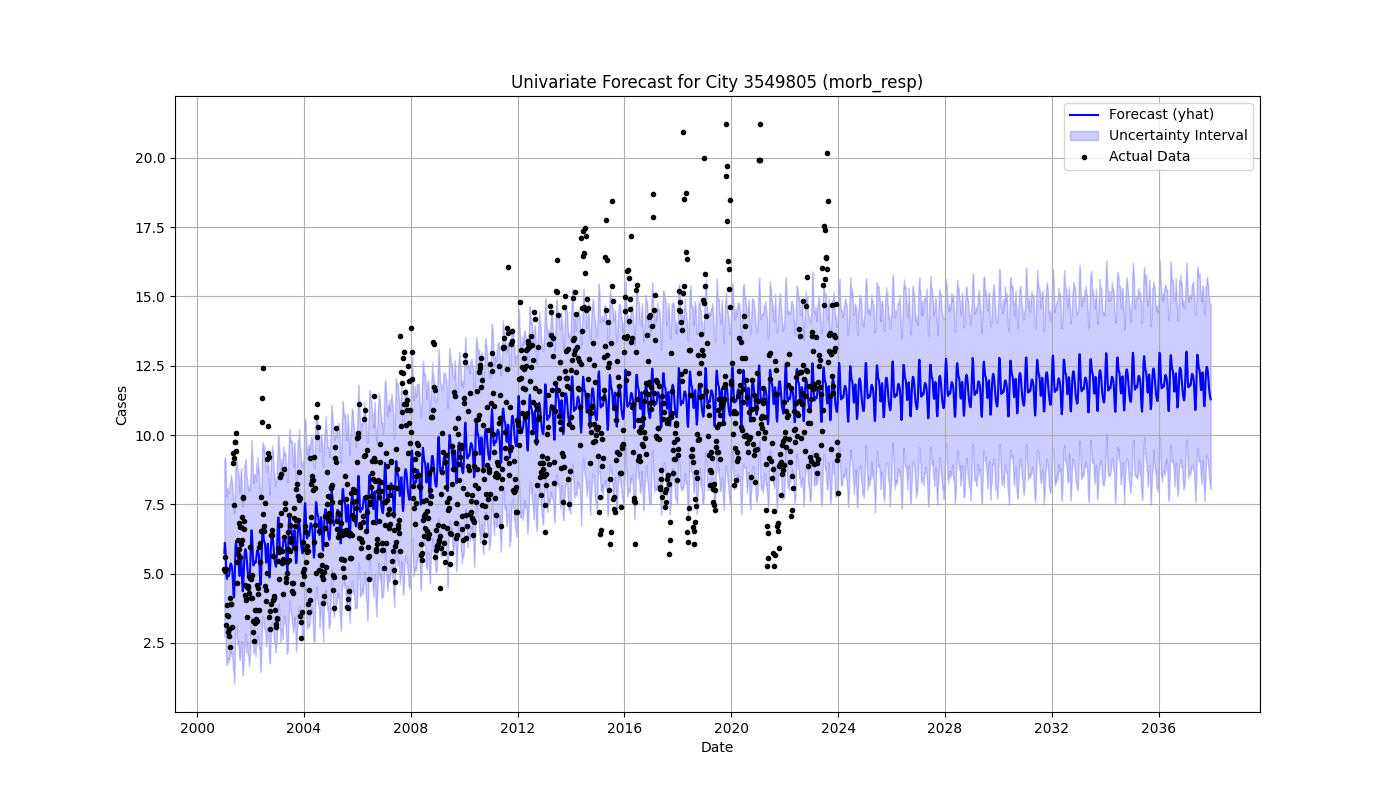 Univariate Forecast for City 3549805 (morb_resp)
Forecast (yhat)
Uncertainty Interval
Actual Data
Cases
20.0
17.5
15.0
12.5
10.0
7.5
5.0
2.5
2000 2004 2008 2012 2016 2020 2024 2028 2032 2036
Date